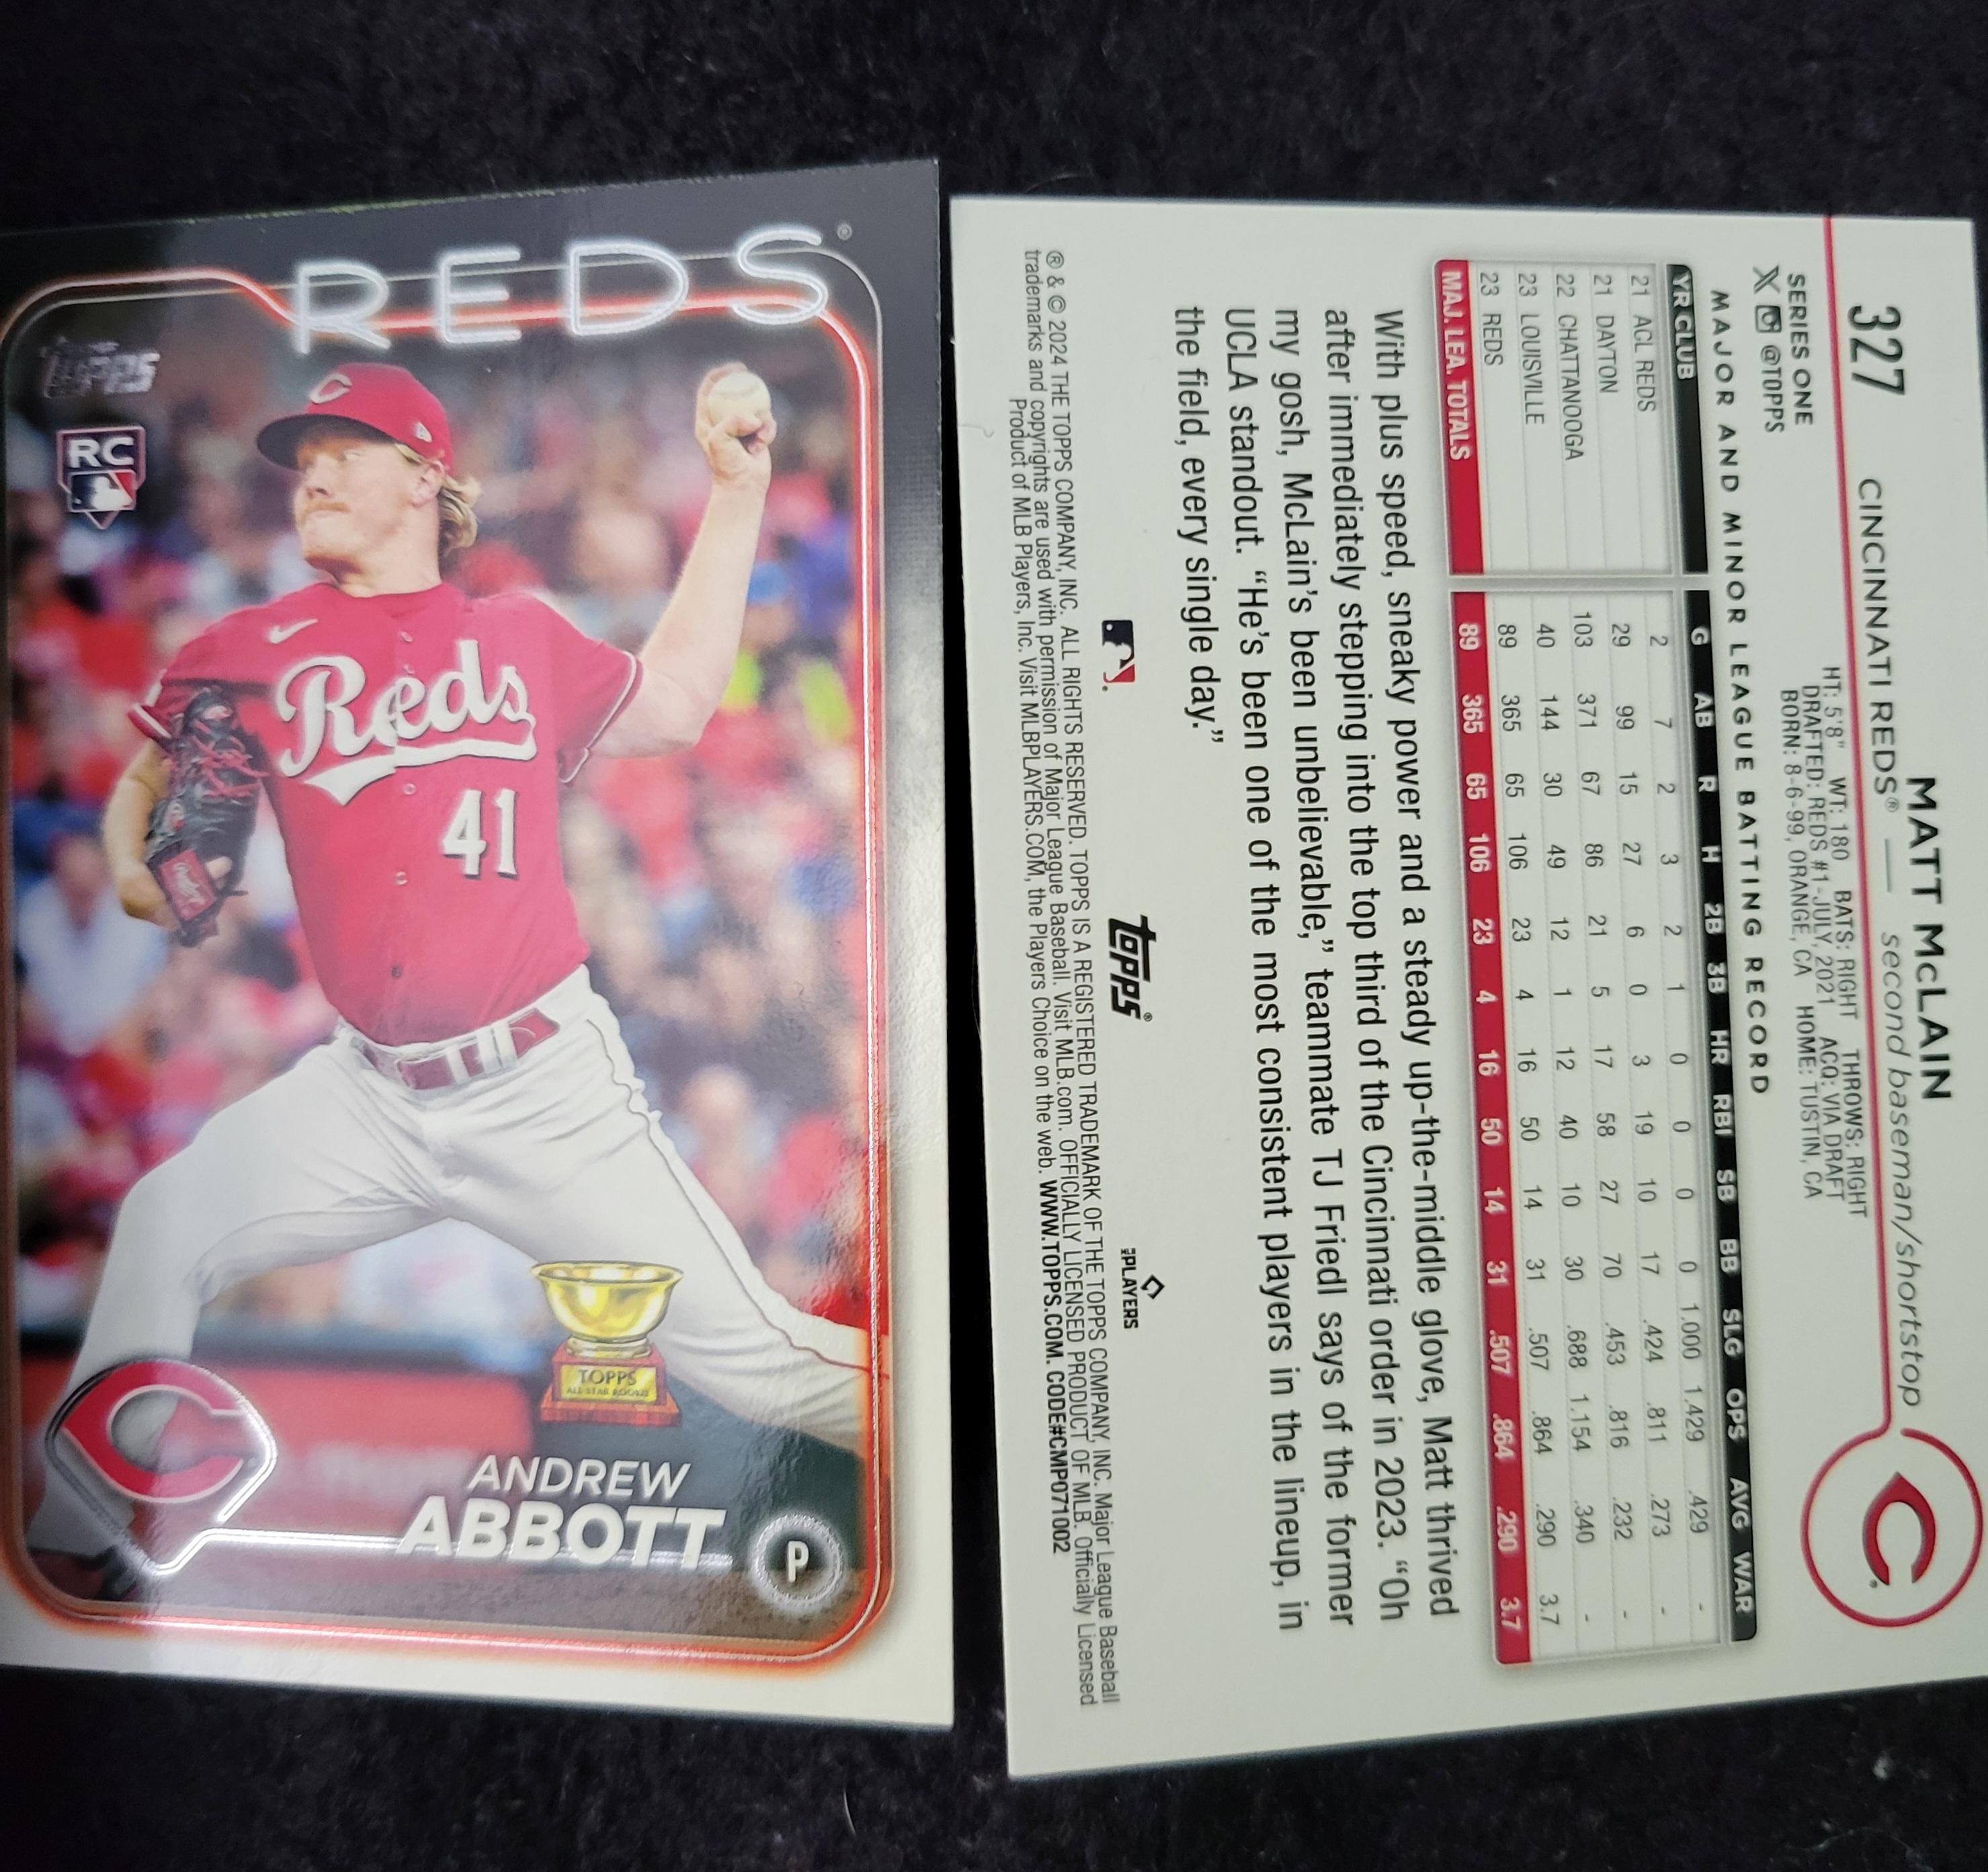 REDS®
TOPPS
RC
Reds
41
TOPPS
ALL-STAR ROOKIE
ANDREW
ABBOTT
P
327
MATT McLAIN
CINCINNATI REDS® __ second baseman/shortstop
HT: 5'8" WT: 180 BATS: RIGHT THROWS: RIGHT
DRAFTED: REDS #1-JULY, 2021 ACQ: VIA DRAFT
BORN: 8-6-99, ORANGE, CA HOME: TUSTIN, CA
SERIES ONE
X @TOPPS
MAJOR AND MINOR LEAGUE BATTING RECORD
YR CLUB G AB R H 2B 3B HR RBI SB BB SLG OPS AVG WAR
21 ACL REDS 2 7 2 3 2 1 0 0 0 0 1.000 1.429 .429 -
21 DAYTON 29 99 15 27 6 0 3 19 10 17 .424 .811 .273 -
22 CHATTANOOGA 103 371 67 86 21 5 17 58 27 70 .453 .816 .232 -
23 LOUISVILLE 40 144 30 49 12 1 12 40 10 30 .688 1.154 .340 -
23 REDS 89 365 65 106 23 4 16 50 14 31 .507 .864 .290 3.7
MAJ. LEA. TOTALS 89 365 65 106 23 4 16 50 14 31 .507 .864 .290 3.7
With plus speed, sneaky power and a steady up-the-middle glove, Matt thrived
after immediately stepping into the top third of the Cincinnati order in 2023. “Oh
my gosh, McLain’s been unbelievable,” teammate TJ Friedl says of the former
UCLA standout. “He’s been one of the most consistent players in the lineup, in
the field, every single day.”
topps®
MLB PLAYERS
® & © 2024 THE TOPPS COMPANY, INC. ALL RIGHTS RESERVED. TOPPS IS A REGISTERED TRADEMARK OF THE TOPPS COMPANY, INC. Major League Baseball
trademarks and copyrights are used with permission of Major League Baseball. Visit MLB.com. OFFICIALLY LICENSED PRODUCT OF MLB. Officially Licensed
Product of MLB Players, Inc. Visit MLBPLAYERS.COM, the Players Choice on the web. WWW.TOPPS.COM. CODE#CMP071002